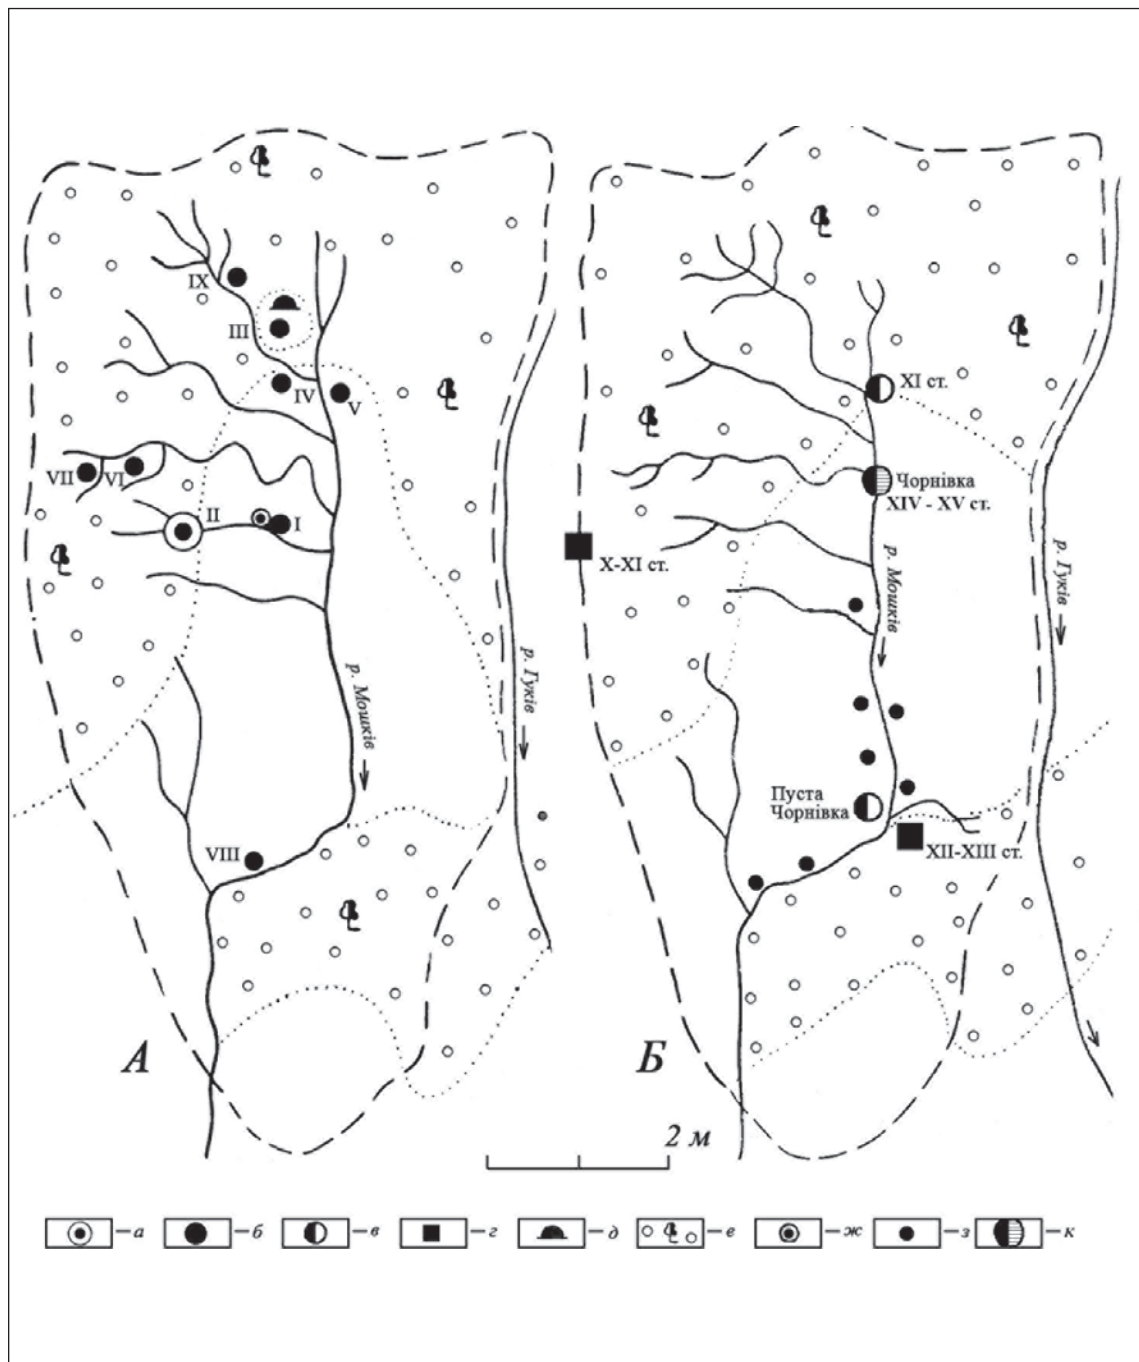 IX
III
IV
V
VII
VI
II
I
р. Мошків
р. Гуків
VIII
А
XI ст.
Чорнівка
XIV - XV ст.
X-XI ст.
р. Мошків
р. Гуків
Пуста
Чорнівка
XII-XIII ст.
Б
2 м
–а –б –в –г –д –е –ж –з –к